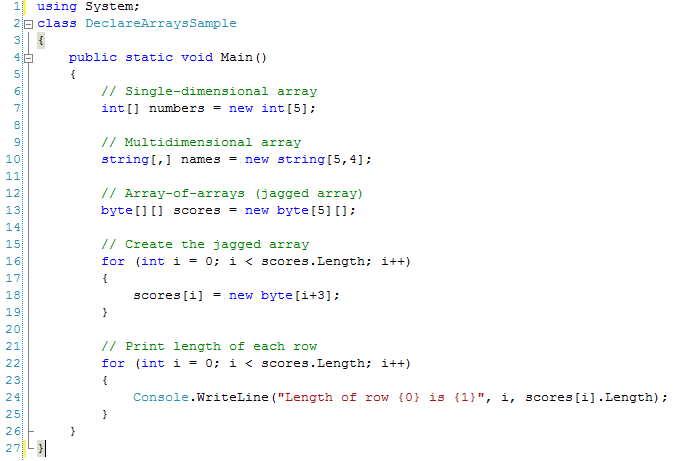 1 using System;
2 class DeclareArraysSample
3 {
4     public static void Main()
5     {
6         // Single-dimensional array
7         int[] numbers = new int[5];
8
9         // Multidimensional array
10         string[,] names = new string[5,4];
11
12         // Array-of-arrays (jagged array)
13         byte[][] scores = new byte[5][];
14
15         // Create the jagged array
16         for (int i = 0; i < scores.Length; i++)
17         {
18             scores[i] = new byte[i+3];
19         }
20
21         // Print length of each row
22         for (int i = 0; i < scores.Length; i++)
23         {
24             Console.WriteLine("Length of row {0} is {1}", i, scores[i].Length);
25         }
26     }
27 }